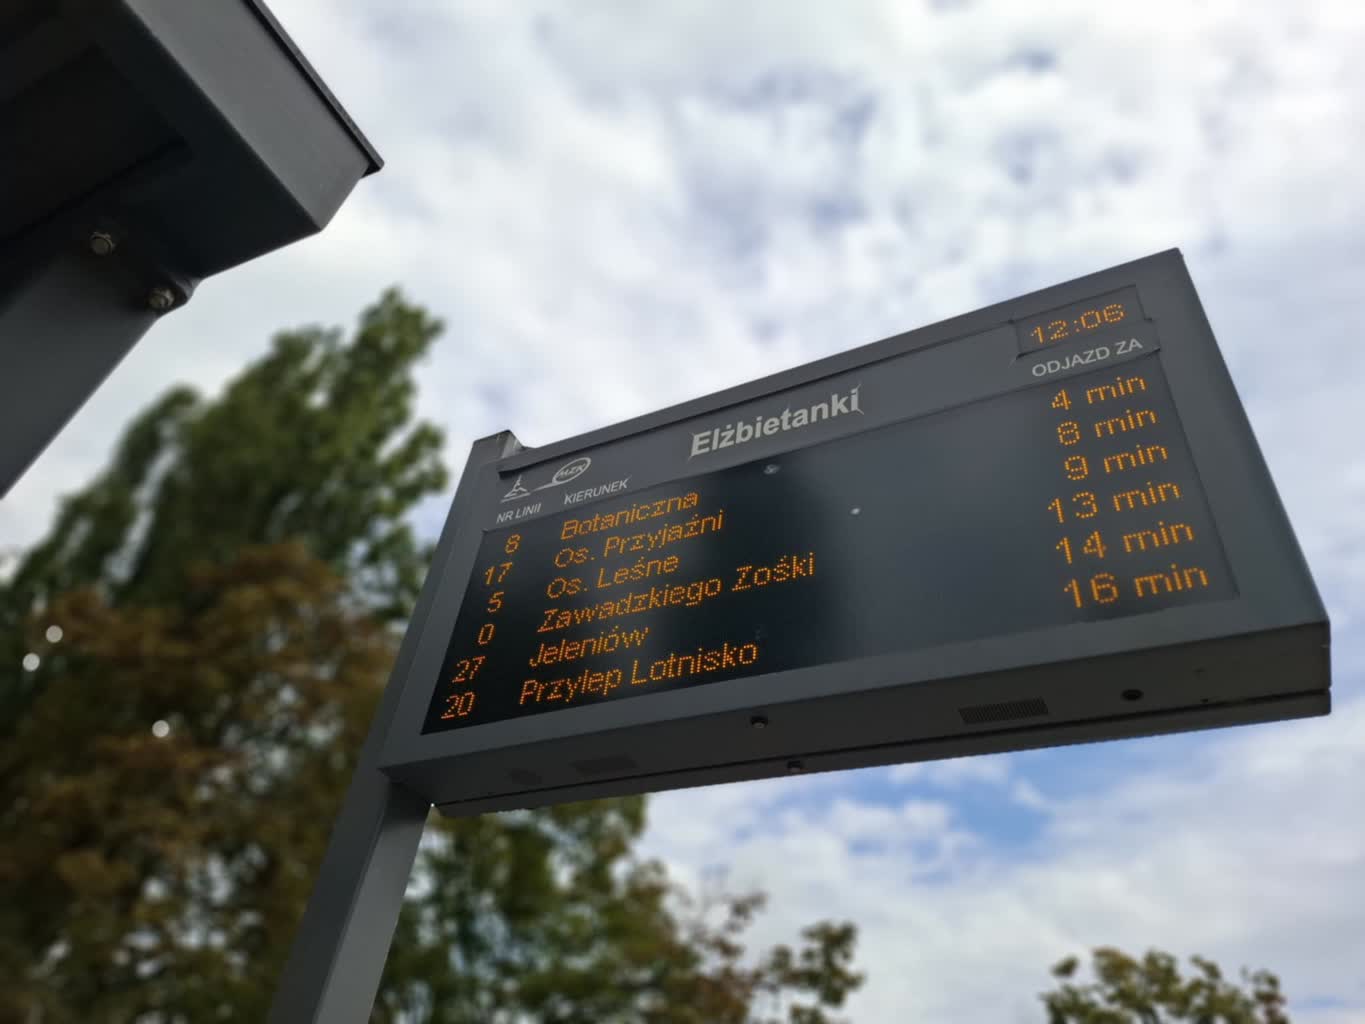 12:06
Elżbietanki
MZK
NR LINII KIERUNEK ODJAZD ZA
8 Botaniczna 4 min
17 Os. Przyjaźni 8 min
5 Os. Leśne 9 min
0 Zawadzkiego Zośki 13 min
27 Jeleniów 14 min
20 Przylep Lotnisko 16 min